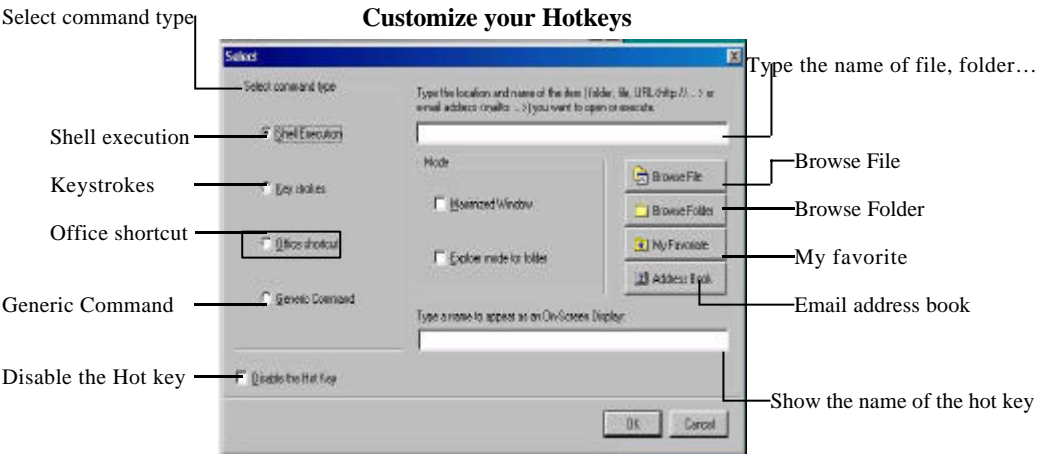 Customize your Hotkeys
Select command type
Type the name of file, folder…
Shell execution
Keystrokes
Office shortcut
Generic Command
Disable the Hot key
Browse File
Browse Folder
My favorite
Email address book
Show the name of the hot key
Select
Select command type
Shell Execution
Key strokes
Office shortcut
Generic Command
Disable the Hot Key
Type the location and name of the item (folder, file, URL <http://...> or
e-mail address <mailto: ...>) you want to open or execute.
Mode
Maximized Window
Explorer mode for folder
Browse File
Browse Folder
My Favorite
Address Book
Type a name to appear as an On-Screen Display:
OK
Cancel